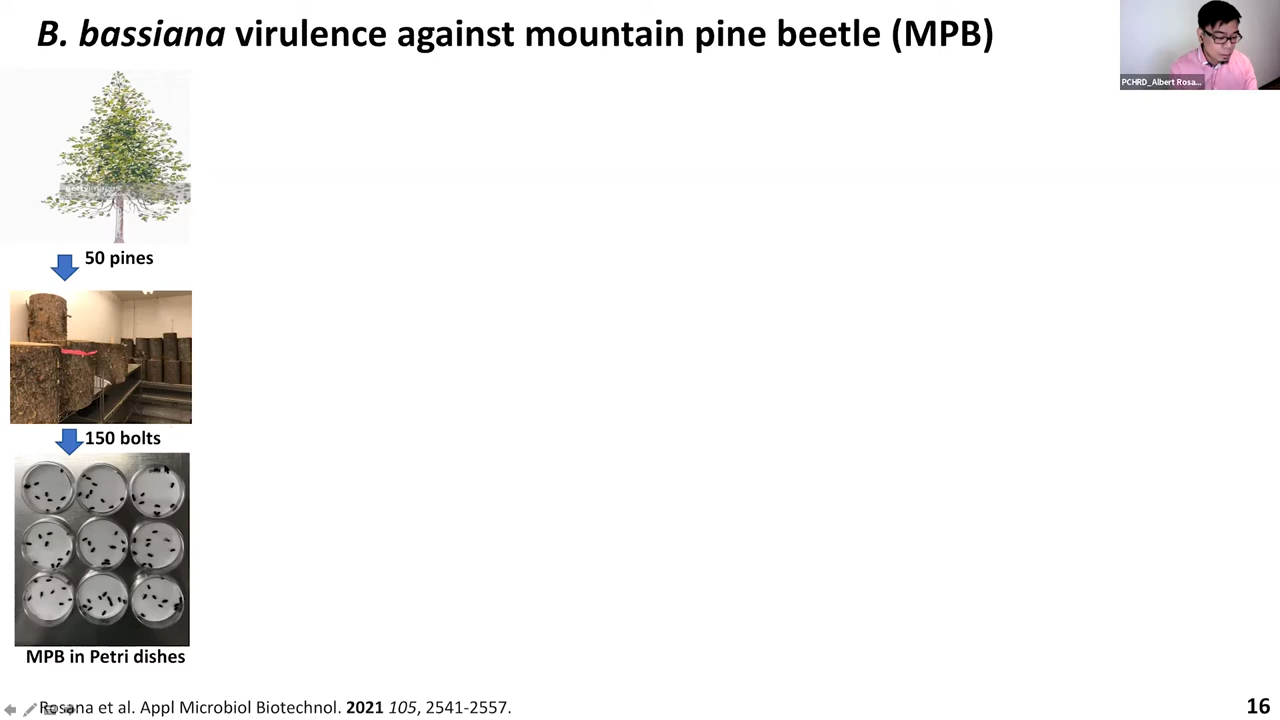 B. bassiana virulence against mountain pine beetle (MPB)
PCHRD_Albert Rosa...
gettyimages
50 pines
150 bolts
MPB in Petri dishes
Rosana et al. Appl Microbiol Biotechnol. 2021 105, 2541-2557.
16